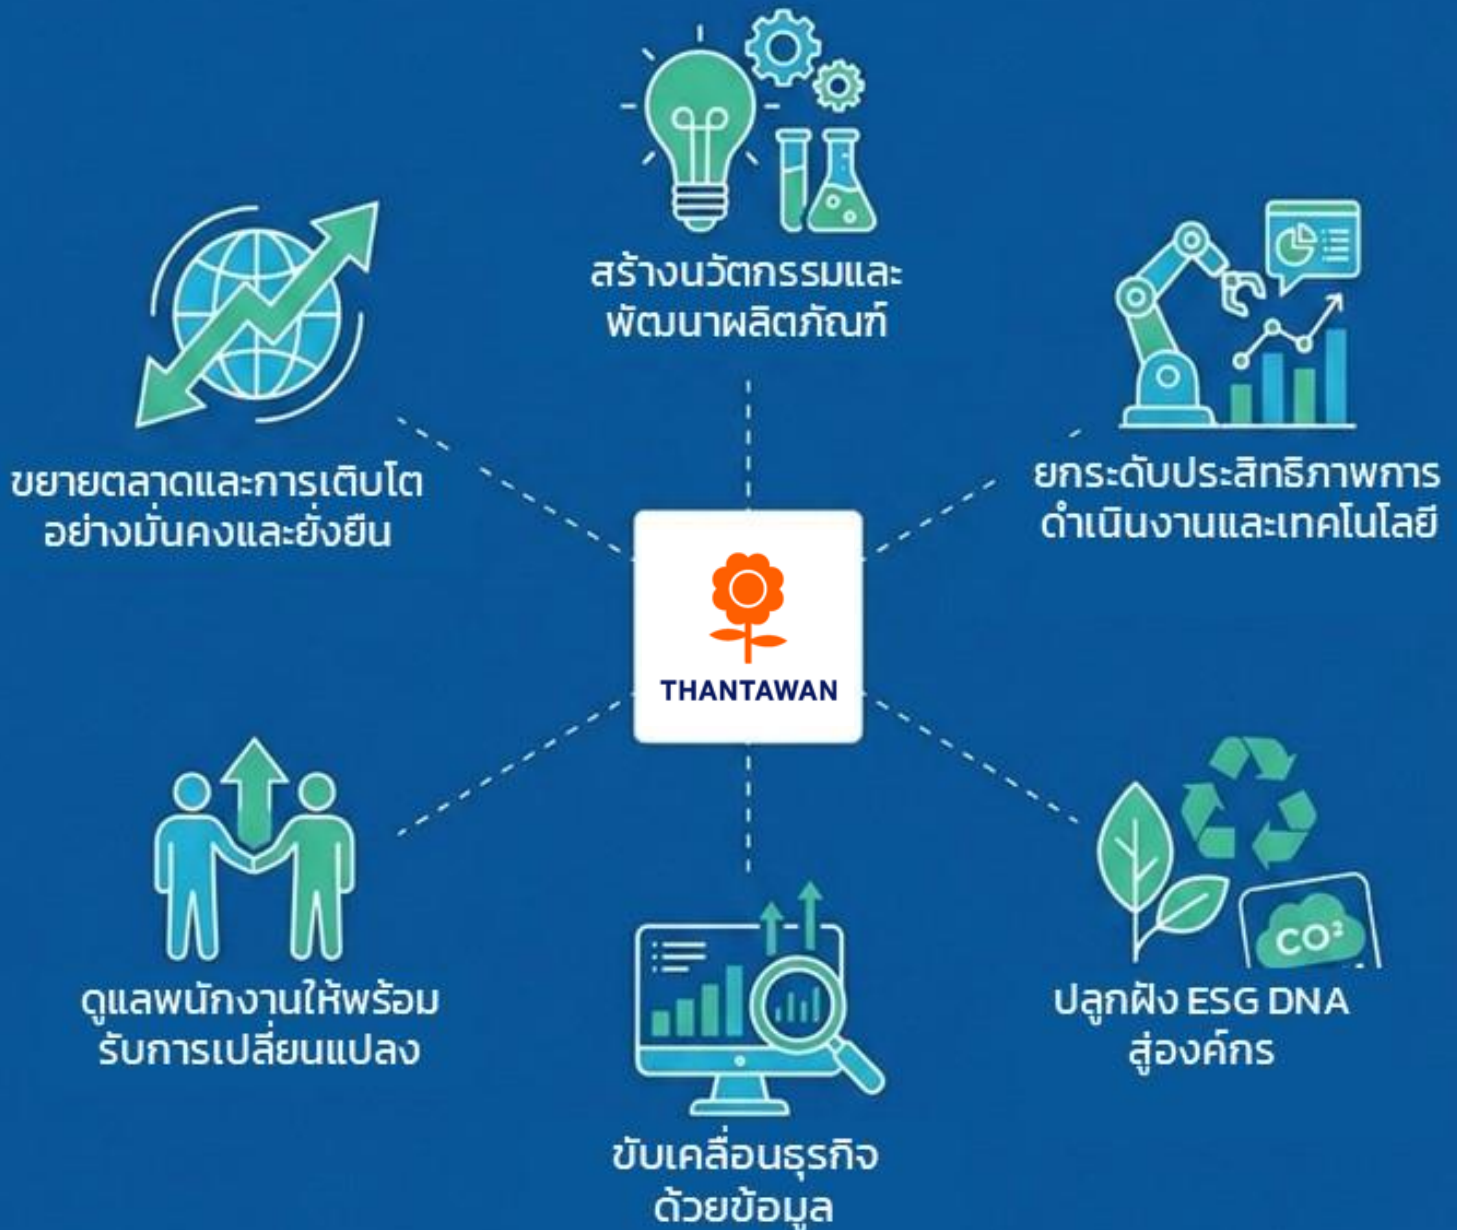 สร้างนวัตกรรมและ
พัฒนาผลิตภัณฑ์
ขยายตลาดและการเติบโต
อย่างมั่นคงและยั่งยืน
ยกระดับประสิทธิภาพการ
ดำเนินงานและเทคโนโลยี
THANTAWAN
ดูแลพนักงานให้พร้อม
รับการเปลี่ยนแปลง
CO²
ปลูกฝัง ESG DNA
สู่องค์กร
ขับเคลื่อนธุรกิจ
ด้วยข้อมูล